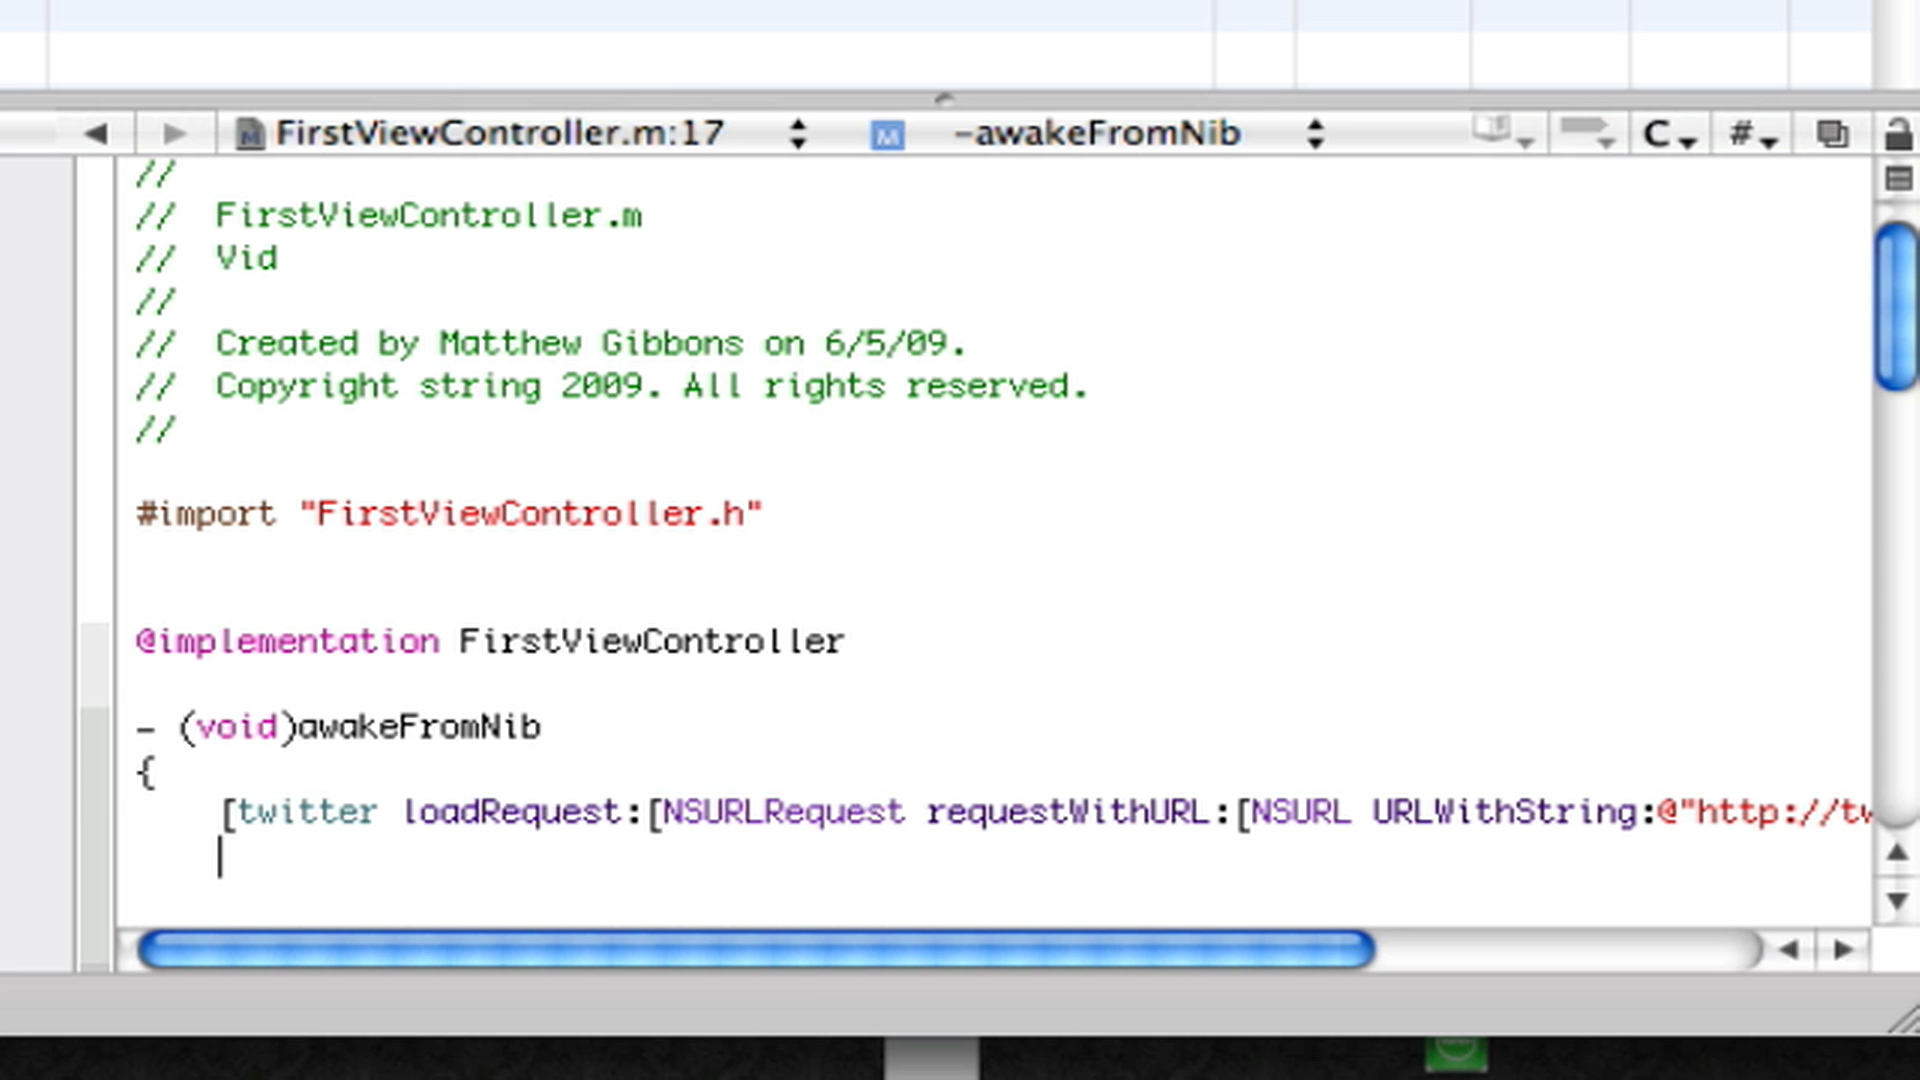 FirstViewController.m:17 -awakeFromNib C #
//
// FirstViewController.m
// Vid
//
// Created by Matthew Gibbons on 6/5/09.
// Copyright string 2009. All rights reserved.
//
#import "FirstViewController.h"
@implementation FirstViewController
- (void)awakeFromNib
{
[twitter loadRequest:[NSURLRequest requestWithURL:[NSURL URLWithString:@"http://tw